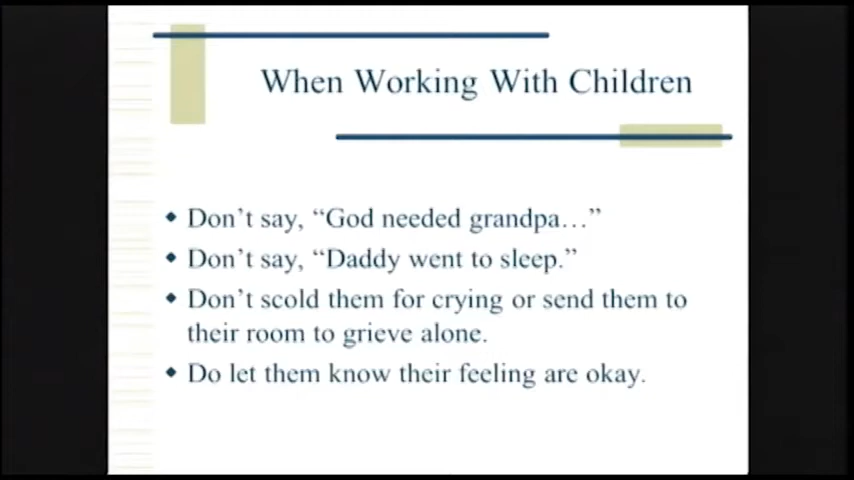 When Working With Children
◆ Don't say, “God needed grandpa…”
◆ Don't say, “Daddy went to sleep.”
◆ Don't scold them for crying or send them to
their room to grieve alone.
◆ Do let them know their feeling are okay.